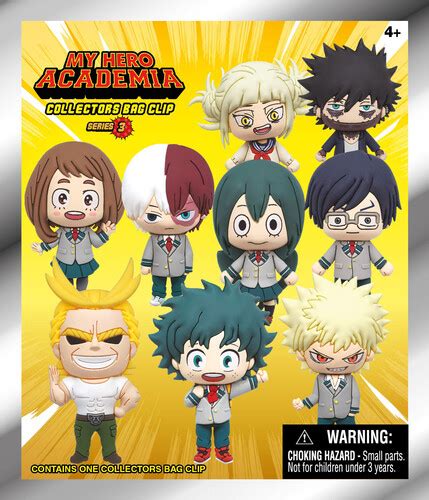 4+
MY HERO
ACADEMIA
COLLECTORS BAG CLIP
SERIES 3
WARNING:
CHOKING HAZARD - Small parts.
Not for children under 3 years.
CONTAINS ONE COLLECTORS BAG CLIP